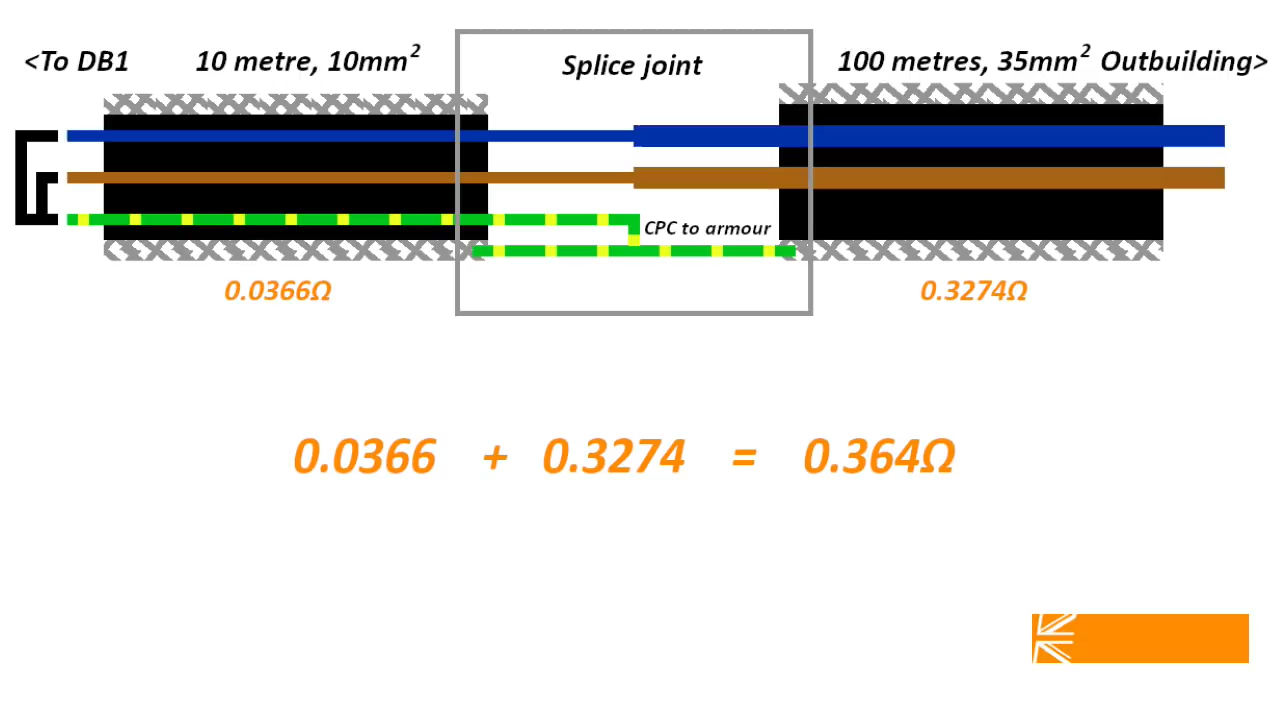 <To DB1 10 metre, 10mm² Splice joint 100 metres, 35mm² Outbuilding>
CPC to armour
0.0366Ω 0.3274Ω
0.0366 + 0.3274 = 0.364Ω